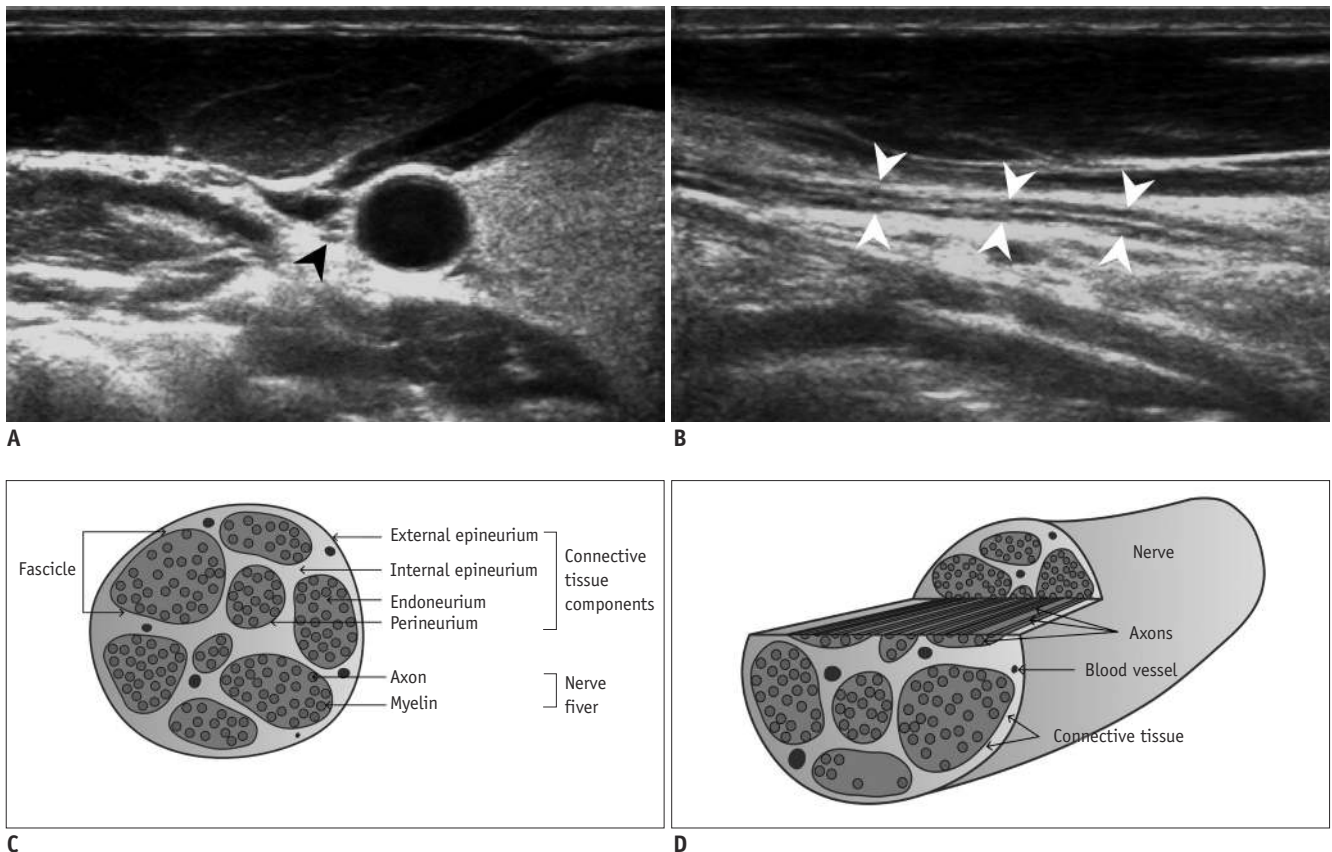 A
B
Fascicle
External epineurium
Internal epineurium
Endoneurium
Perineurium
Connective
tissue
components
Axon
Myelin
Nerve
fiver
C
Nerve
Axons
Blood vessel
Connective tissue
D